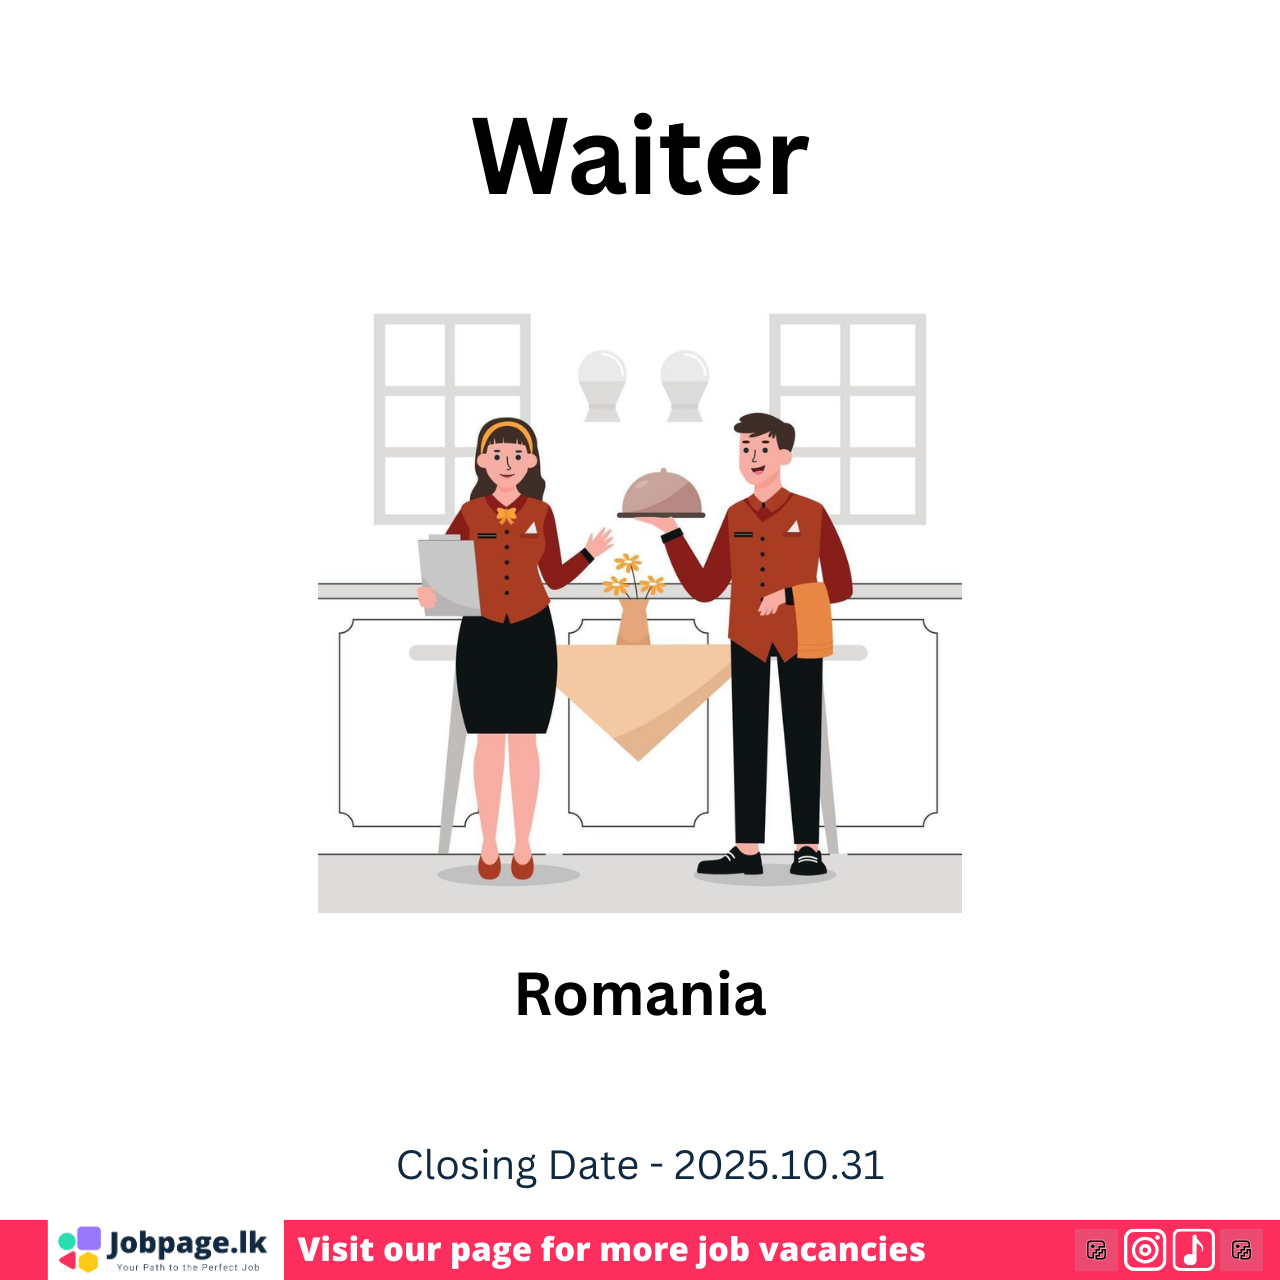 Waiter
Romania
Closing Date - 2025.10.31
Jobpage.lk
Your Path to the Perfect Job
Visit our page for more job vacancies